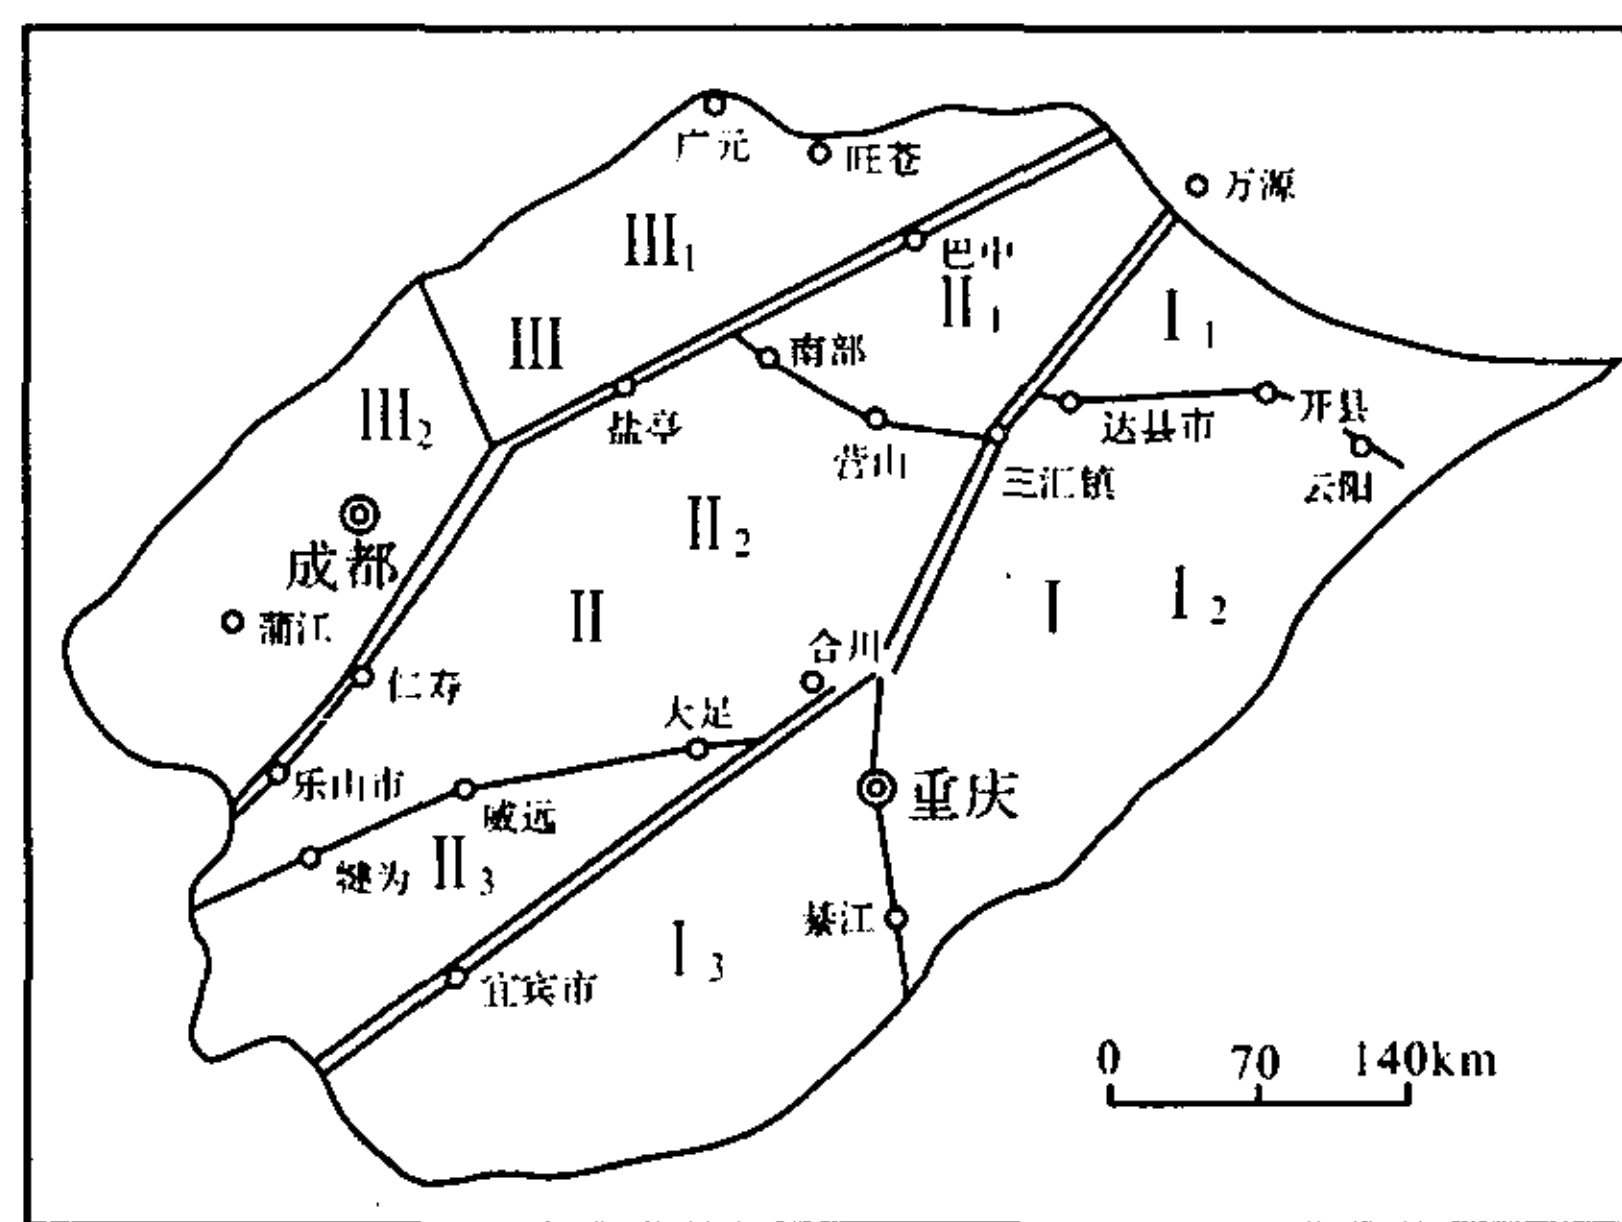 广元
旺苍
万源
III₁
巴中
II₁
I₁
III
南部
III₂
盐亭
开县
达县市
营山
三汇镇
云阳
II₂
成都
II
I
I₂
蒲江
合川
仁寿
大足
乐山市
重庆
威远
犍为
II₃
綦江
I₃
宜宾市
0 70 140km